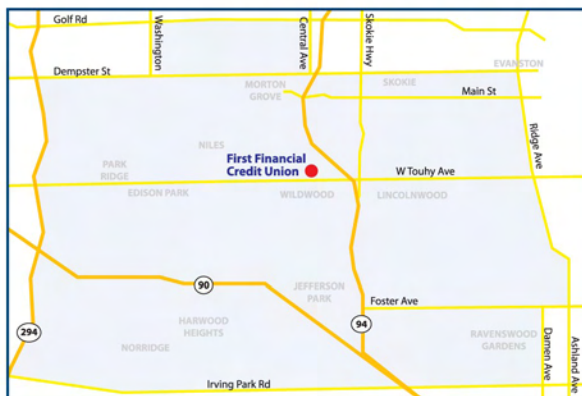 Golf Rd
Washington
Central Ave
Skokie Hwy
EVANSTON
Dempster St
MORTON
GROVE
SKOKIE
Main St
Ridge Ave
NILES
First Financial
Credit Union
PARK
RIDGE
W Touhy Ave
EDISON PARK
WILDWOOD
LINCOLNWOOD
90
JEFFERSON
PARK
Foster Ave
294
HARWOOD
HEIGHTS
94
RAVENSWOOD
GARDENS
NORRIDGE
Damen Ave
Ashland Ave
Irving Park Rd